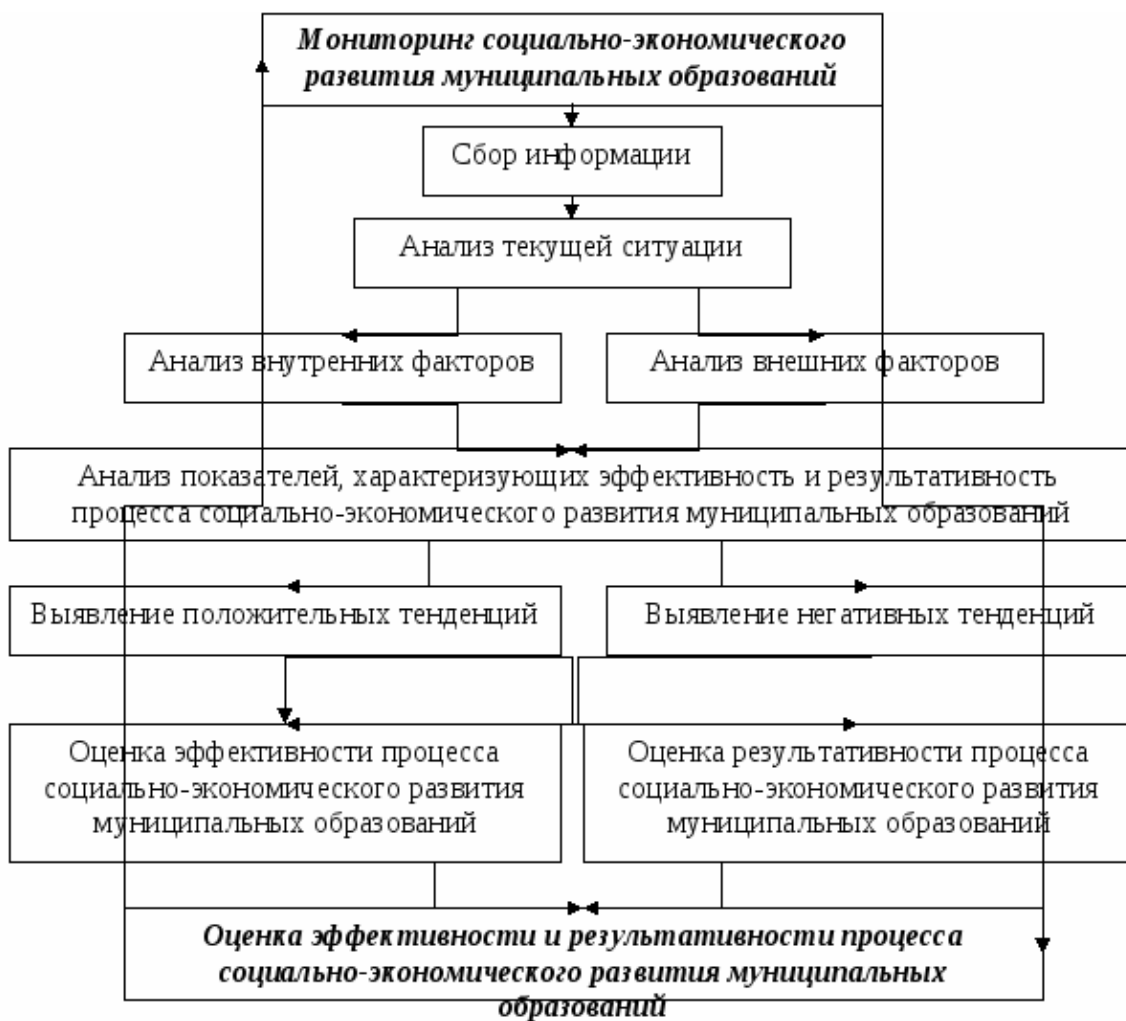 Мониторинг социально-экономического
развития муниципальных образований
Сбор информации
Анализ текущей ситуации
Анализ внутренних факторов
Анализ внешних факторов
Анализ показателей, характеризующих эффективность и результативность
процесса социально-экономического развития муниципальных образований
Выявление положительных тенденций
Выявление негативных тенденций
Оценка эффективности процесса
социально-экономического развития
муниципальных образований
Оценка результативности процесса
социально-экономического развития
муниципальных образований
Оценка эффективности и результативности процесса
социально-экономического развития муниципальных
образований